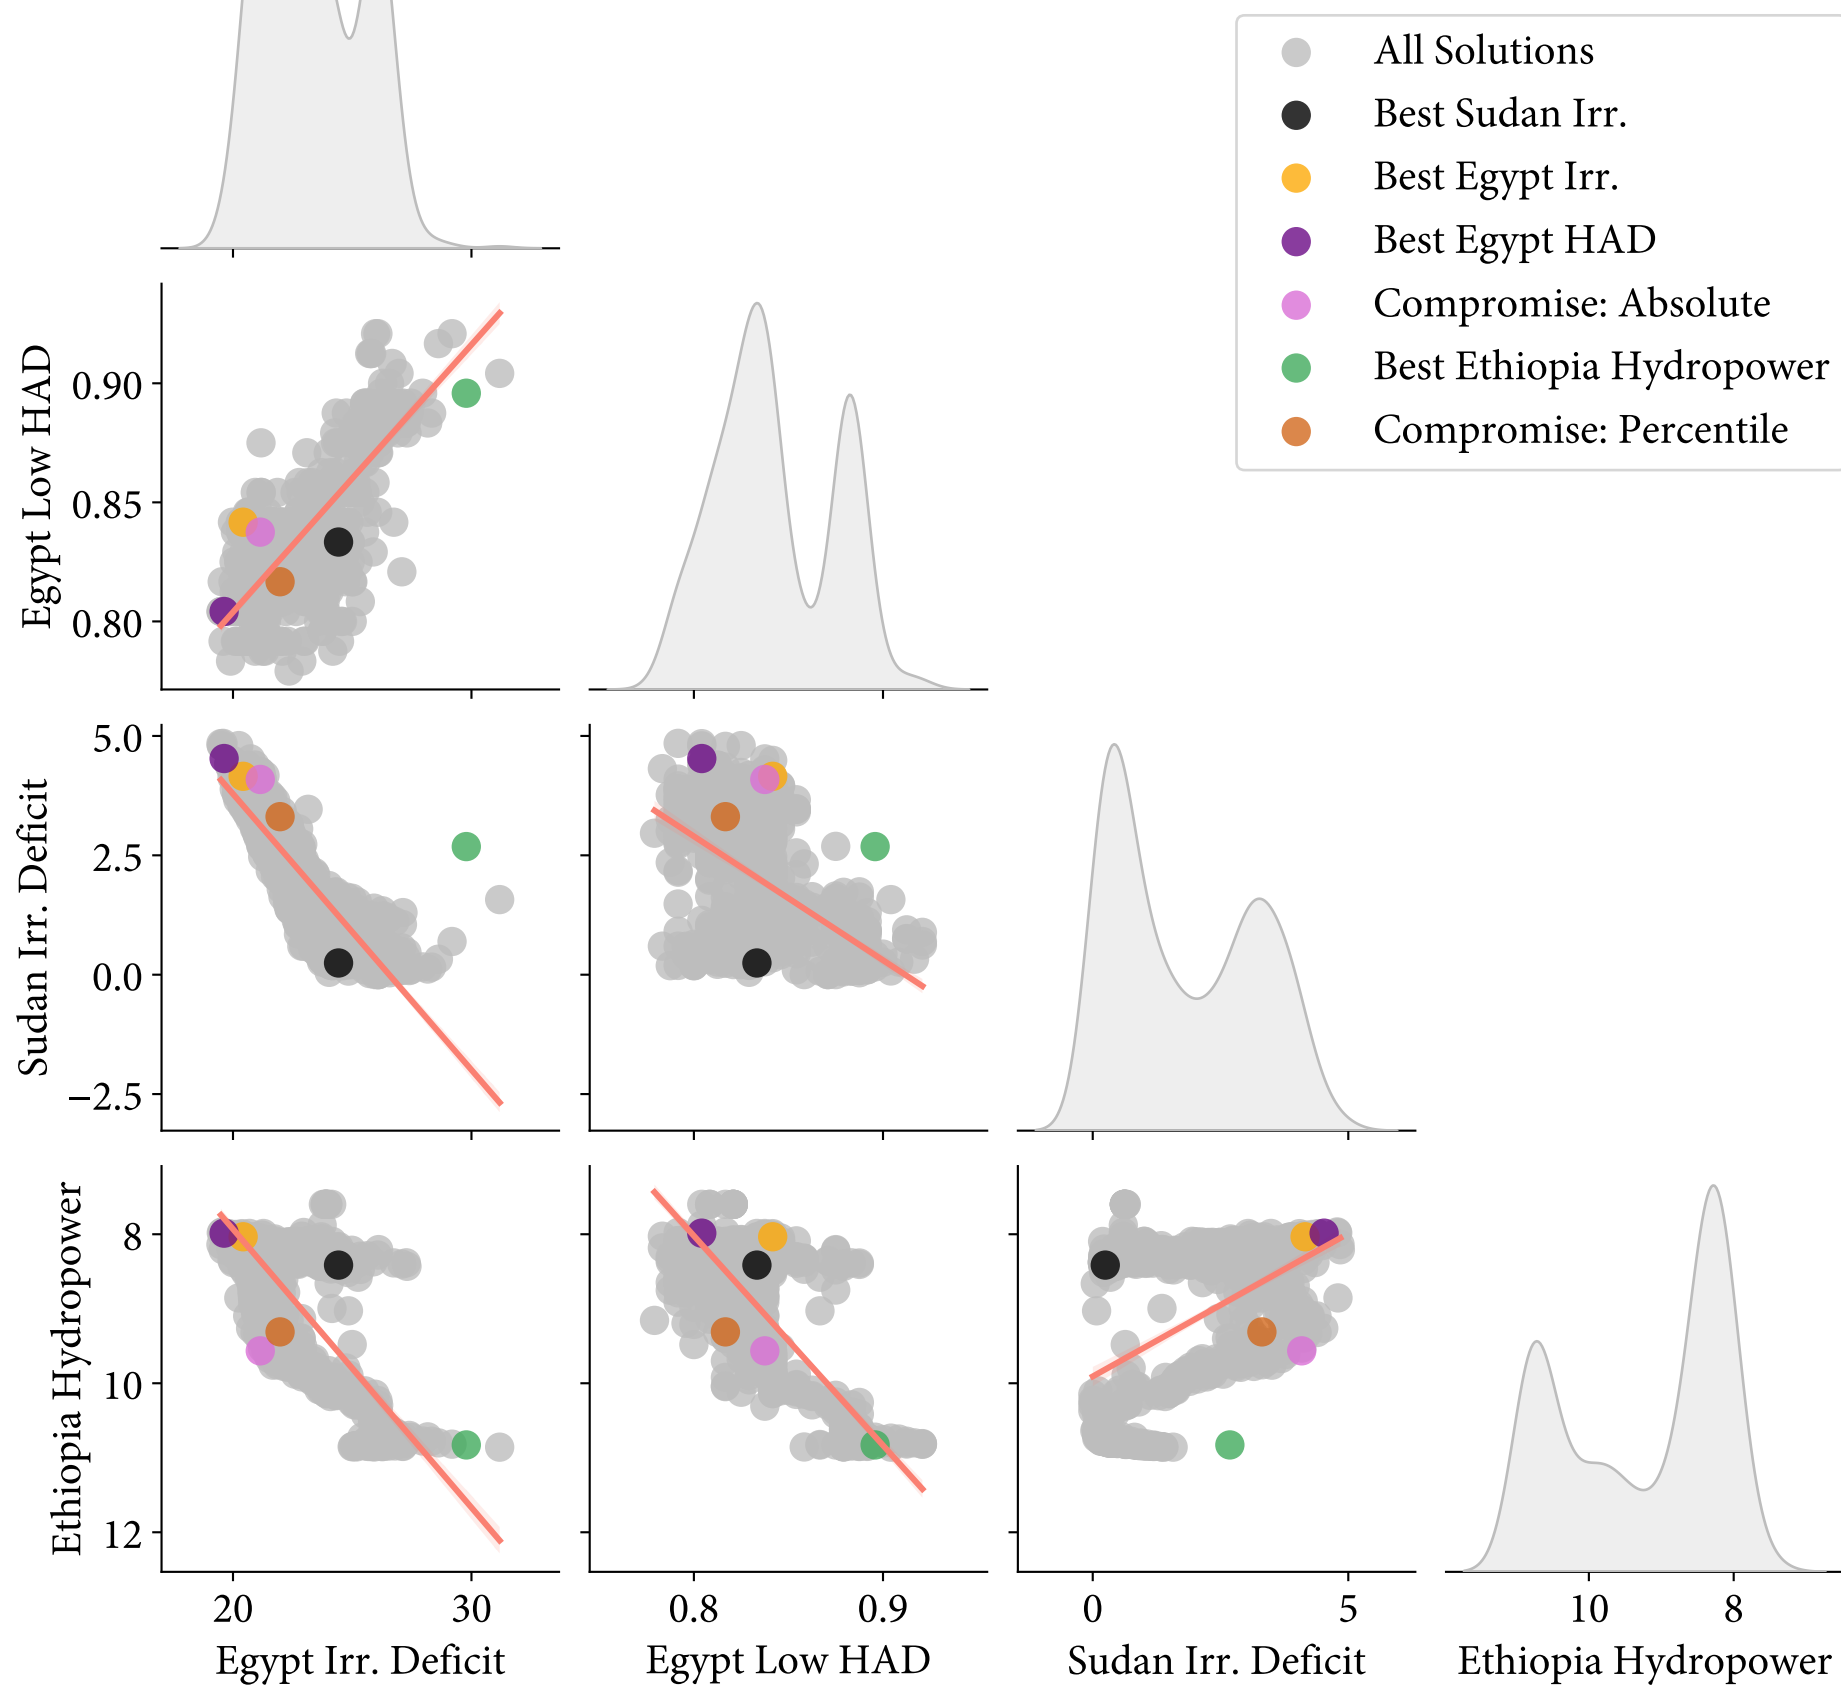 All Solutions
Best Sudan Irr.
Best Egypt Irr.
Best Egypt HAD
Compromise: Absolute
Best Ethiopia Hydropower
Compromise: Percentile
Egypt Low HAD
0.90
0.85
0.80
Sudan Irr. Deficit
5.0
2.5
0.0
−2.5
Ethiopia Hydropower
8
10
12
20 30
0.8 0.9
0 5
10 8
Egypt Irr. Deficit
Egypt Low HAD
Sudan Irr. Deficit
Ethiopia Hydropower